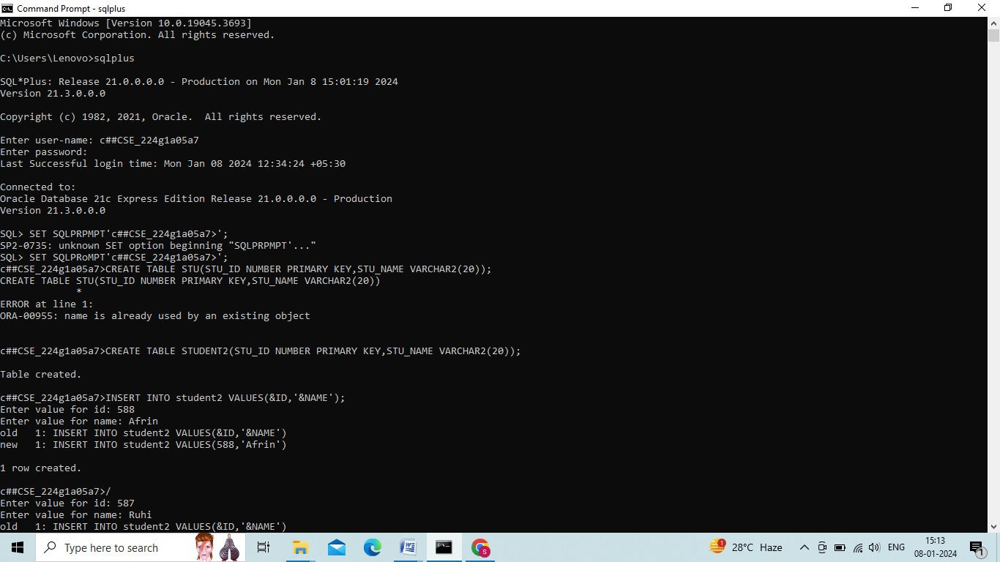 Command Prompt - sqlplus
Microsoft Windows [Version 10.0.19045.3693]
(c) Microsoft Corporation. All rights reserved.
C:\Users\Lenovo>sqlplus
SQL*Plus: Release 21.0.0.0.0 - Production on Mon Jan 8 15:01:19 2024
Version 21.3.0.0.0
Copyright (c) 1982, 2021, Oracle.  All rights reserved.
Enter user-name: c##CSE_224g1a05a7
Enter password:
Last Successful login time: Mon Jan 08 2024 12:34:24 +05:30
Connected to:
Oracle Database 21c Express Edition Release 21.0.0.0.0 - Production
Version 21.3.0.0.0
SQL> SET SQLPRPMPT'c##CSE_224g1a05a7>';
SP2-0735: unknown SET option beginning "SQLPRPMPT'..."
SQL> SET SQLPRoMPT'c##CSE_224g1a05a7>';
c##CSE_224g1a05a7>CREATE TABLE STU(STU_ID NUMBER PRIMARY KEY,STU_NAME VARCHAR2(20));
CREATE TABLE STU(STU_ID NUMBER PRIMARY KEY,STU_NAME VARCHAR2(20))
*
ERROR at line 1:
ORA-00955: name is already used by an existing object
c##CSE_224g1a05a7>CREATE TABLE STUDENT2(STU_ID NUMBER PRIMARY KEY,STU_NAME VARCHAR2(20));
Table created.
c##CSE_224g1a05a7>INSERT INTO student2 VALUES(&ID,'&NAME');
Enter value for id: 588
Enter value for name: Afrin
old   1: INSERT INTO student2 VALUES(&ID,'&NAME')
new   1: INSERT INTO student2 VALUES(588,'Afrin')
1 row created.
c##CSE_224g1a05a7>/
Enter value for id: 587
Enter value for name: Ruhi
old   1: INSERT INTO student2 VALUES(&ID,'&NAME')
Type here to search
28°C Haze
ENG
15:13
08-01-2024
1
1
S